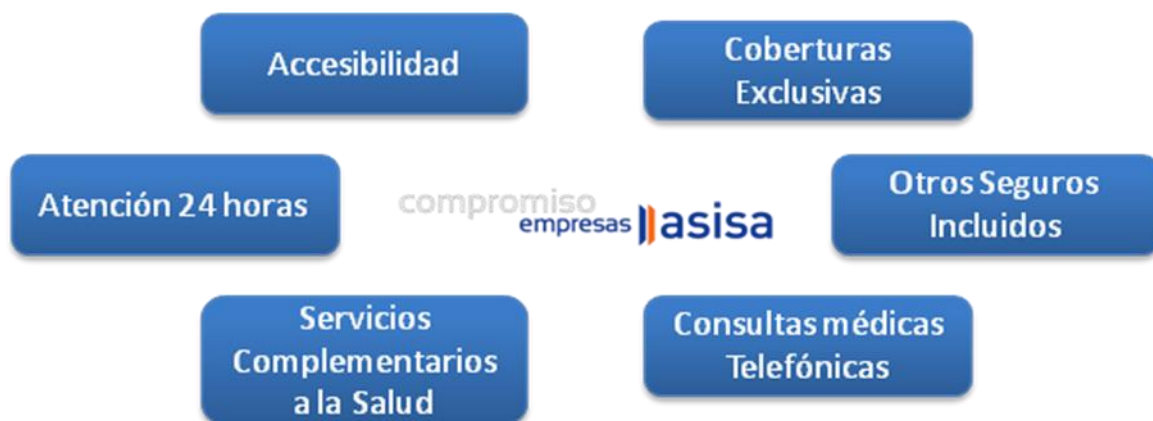 Accesibilidad
Coberturas
Exclusivas
Atención 24 horas
compromiso
empresas asisa
Otros Seguros
Incluidos
Servicios
Complementarios
a la Salud
Consultas médicas
Telefónicas